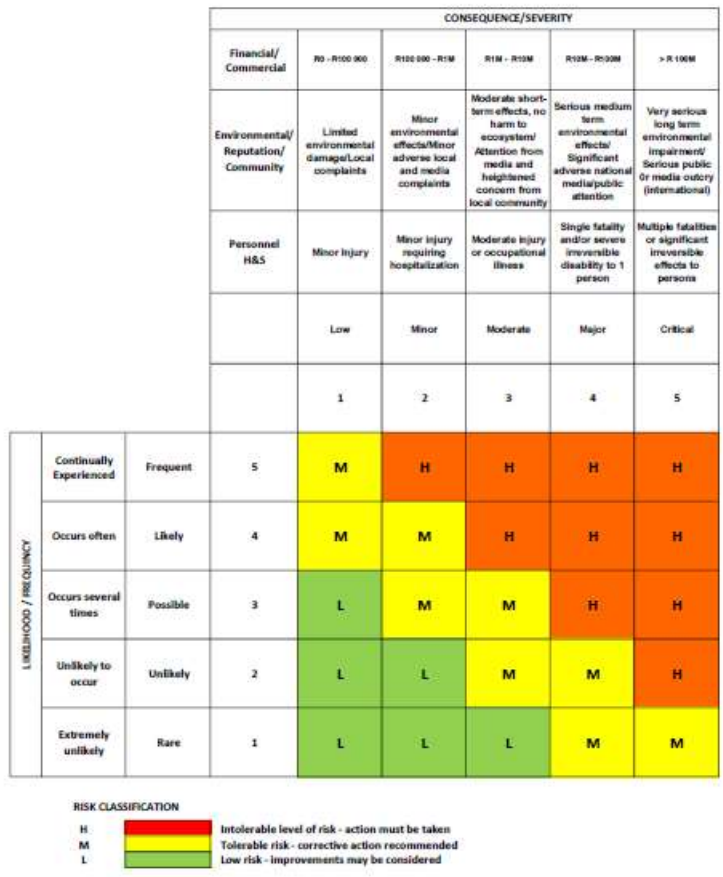 CONSEQUENCE/SEVERITY
Financial/
Commercial
R0 - R100 000
R100 000 - R1M
R1M - R10M
R10M - R100M
> R 100M
Environmental/
Reputation/
Community
Limited
environmental
damage/Local
complaints
Minor
environmental
effects/Minor
adverse local
and media
complaints
Moderate short-
term effects, no
harm to
ecosystem/
Attention from
media and
heightened
concern from
local community
Serious medium
term
environmental
effects/
Significant
adverse national
media/public
attention
Very serious
long term
environmental
impairment/
Serious public
0r media outcry
(international)
Personnel
H&S
Minor Injury
Minor injury
requiring
hospitalization
Moderate injury
or occupational
illness
Single fatality
and/or severe
irreversible
disability to 1
person
Multiple fatalities
or significant
irreversible
effects to
persons
Low
Minor
Moderate
Major
Critical
1
2
3
4
5
LIKELIHOOD / FREQUINCY
Continually
Experienced
Frequent
5
M
H
H
H
H
Occurs often
Likely
4
M
M
H
H
H
Occurs several
times
Possible
3
L
M
M
H
H
Unlikely to
occur
Unlikely
2
L
L
M
M
H
Extremely
unlikely
Rare
1
L
L
L
M
M
RISK CLASSIFICATION
H
Intolerable level of risk - action must be taken
M
Tolerable risk - corrective action recommended
L
Low risk - improvements may be considered